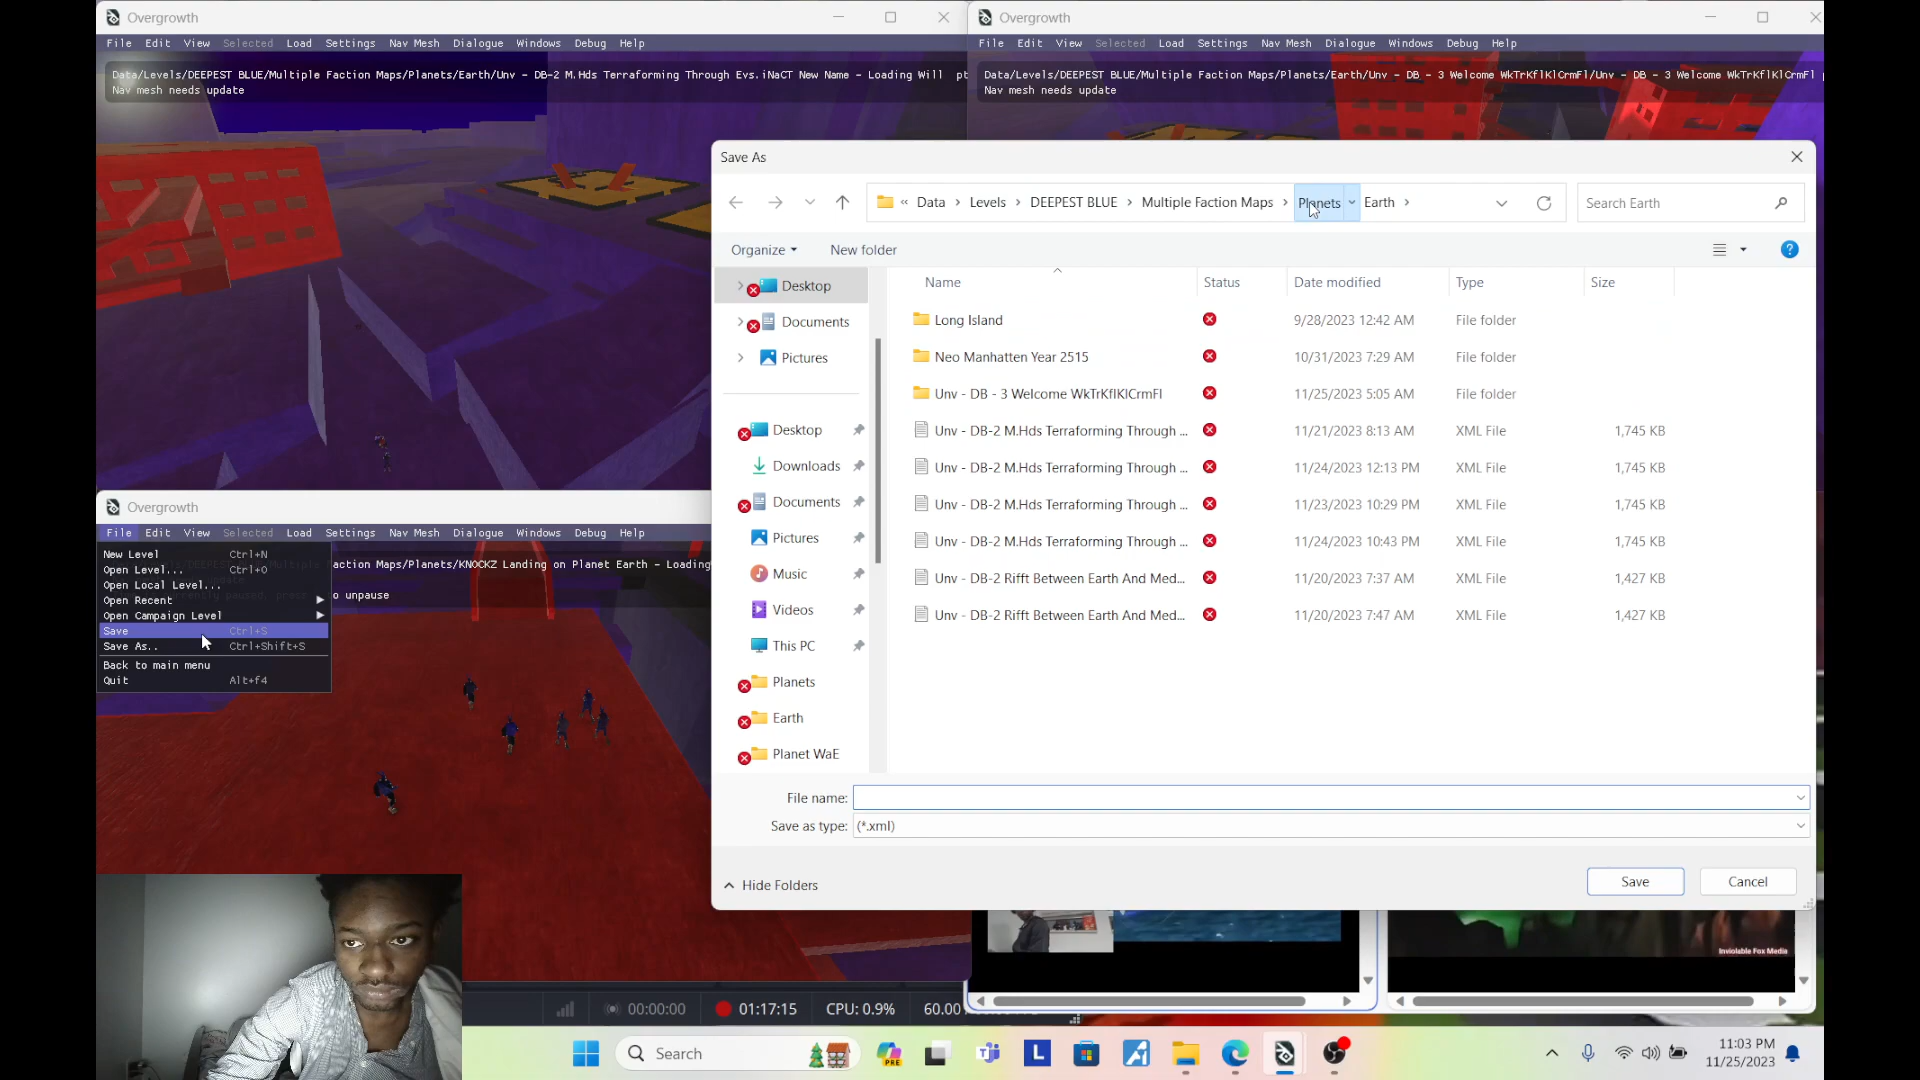 Overgrowth
File Edit View Selected Load Settings Nav Mesh Dialogue Windows Debug Help
Data/Levels/DEEPEST BLUE/Multiple Faction Maps/Planets/Earth/Unv - DB-2 M.Hds Terraforming Through Evs.iNaCT New Name - Loading Will pt
Nav mesh needs update
Overgrowth
File Edit View Selected Load Settings Nav Mesh Dialogue Windows Debug Help
Data/Levels/DEEPEST BLUE/Multiple Faction Maps/Planets/Earth/Unv - DB - 3 Welcome WkTrKflKlCrmFl/Unv - DB - 3 Welcome WkTrKflKlCrmFl
Nav mesh needs update
Save As
« Data > Levels > DEEPEST BLUE > Multiple Faction Maps > Planets Earth >
Search Earth
Organize New folder
Name Status Date modified Type Size
Long Island 9/28/2023 12:42 AM File folder
Neo Manhatten Year 2515 10/31/2023 7:29 AM File folder
Unv - DB - 3 Welcome WkTrKflKlCrmFl 11/25/2023 5:05 AM File folder
Unv - DB-2 M.Hds Terraforming Through ... 11/21/2023 8:13 AM XML File 1,745 KB
Unv - DB-2 M.Hds Terraforming Through ... 11/24/2023 12:13 PM XML File 1,745 KB
Unv - DB-2 M.Hds Terraforming Through ... 11/23/2023 10:29 PM XML File 1,745 KB
Unv - DB-2 M.Hds Terraforming Through ... 11/24/2023 10:43 PM XML File 1,745 KB
Unv - DB-2 Rifft Between Earth And Med... 11/20/2023 7:37 AM XML File 1,427 KB
Unv - DB-2 Rifft Between Earth And Med... 11/20/2023 7:47 AM XML File 1,427 KB
Desktop
Documents
Pictures
Desktop
Downloads
Documents
Pictures
Music
Videos
This PC
Planets
Earth
Planet WaE
File name:
Save as type: (*.xml)
Hide Folders
Save Cancel
Overgrowth
File Edit View Selected Load Settings Nav Mesh Dialogue Windows Debug Help
New Level Ctrl+N
Open Level... Ctrl+O
Open Local Level...
Open Recent
Open Campaign Level
Save Ctrl+S
Save As.. Ctrl+Shift+S
Back to main menu
Quit Alt+f4
action Maps/Planets/KNOCKZ Landing on Planet Earth - Loading
o unpause
Inviolable Fox Media
00:00:00 01:17:15 CPU: 0.9% 60.00
Search
PRE
L
11:03 PM
11/25/2023